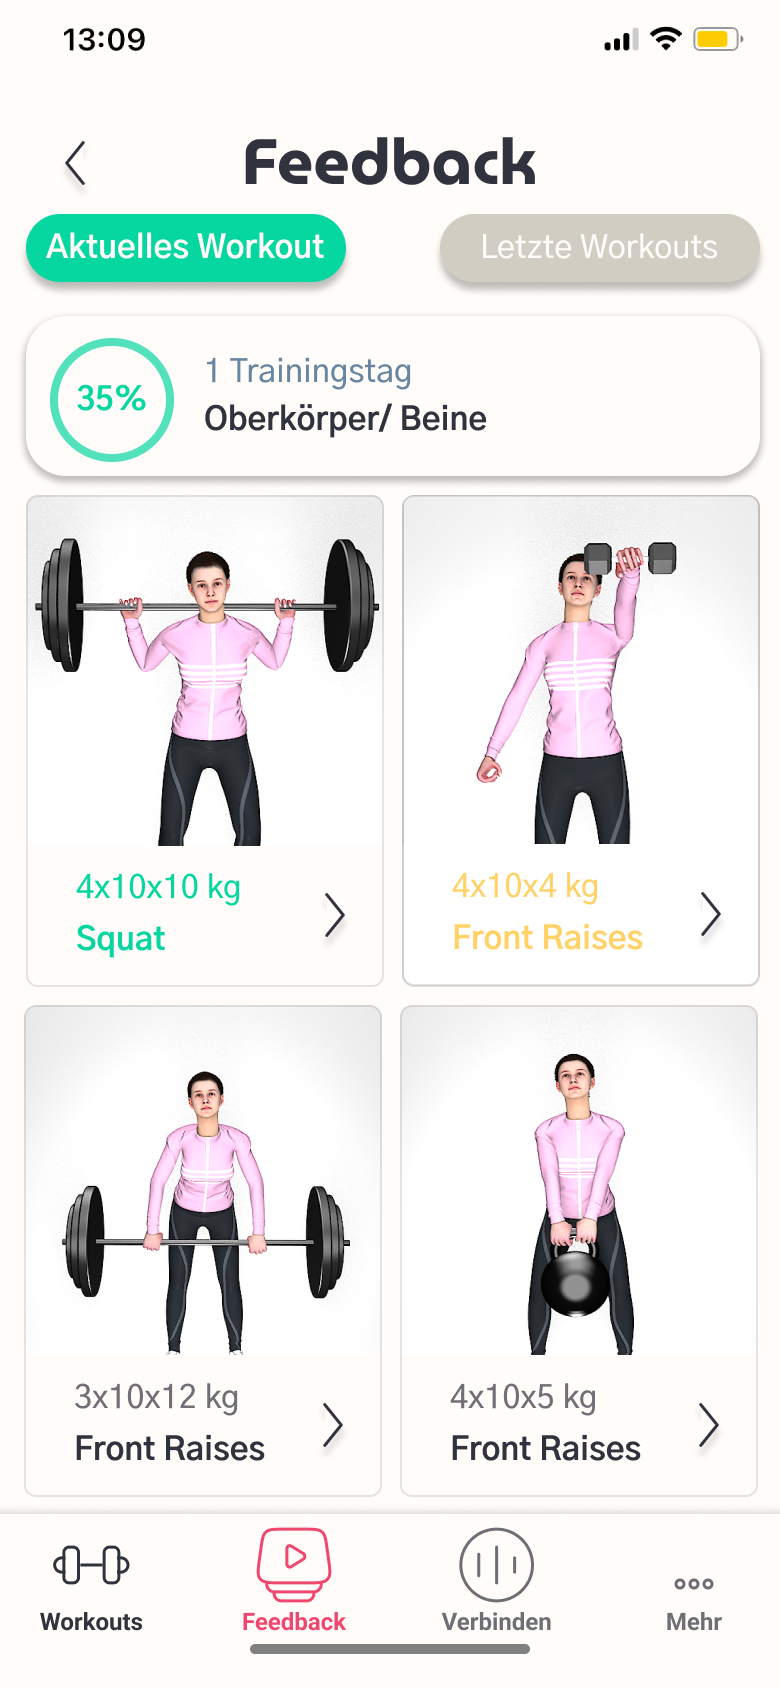 13:09
Feedback
Aktuelles Workout
Letzte Workouts
35%
1 Trainingstag
Oberkörper/ Beine
4x10x10 kg
Squat
4x10x4 kg
Front Raises
3x10x12 kg
Front Raises
4x10x5 kg
Front Raises
Workouts
Feedback
Verbinden
Mehr